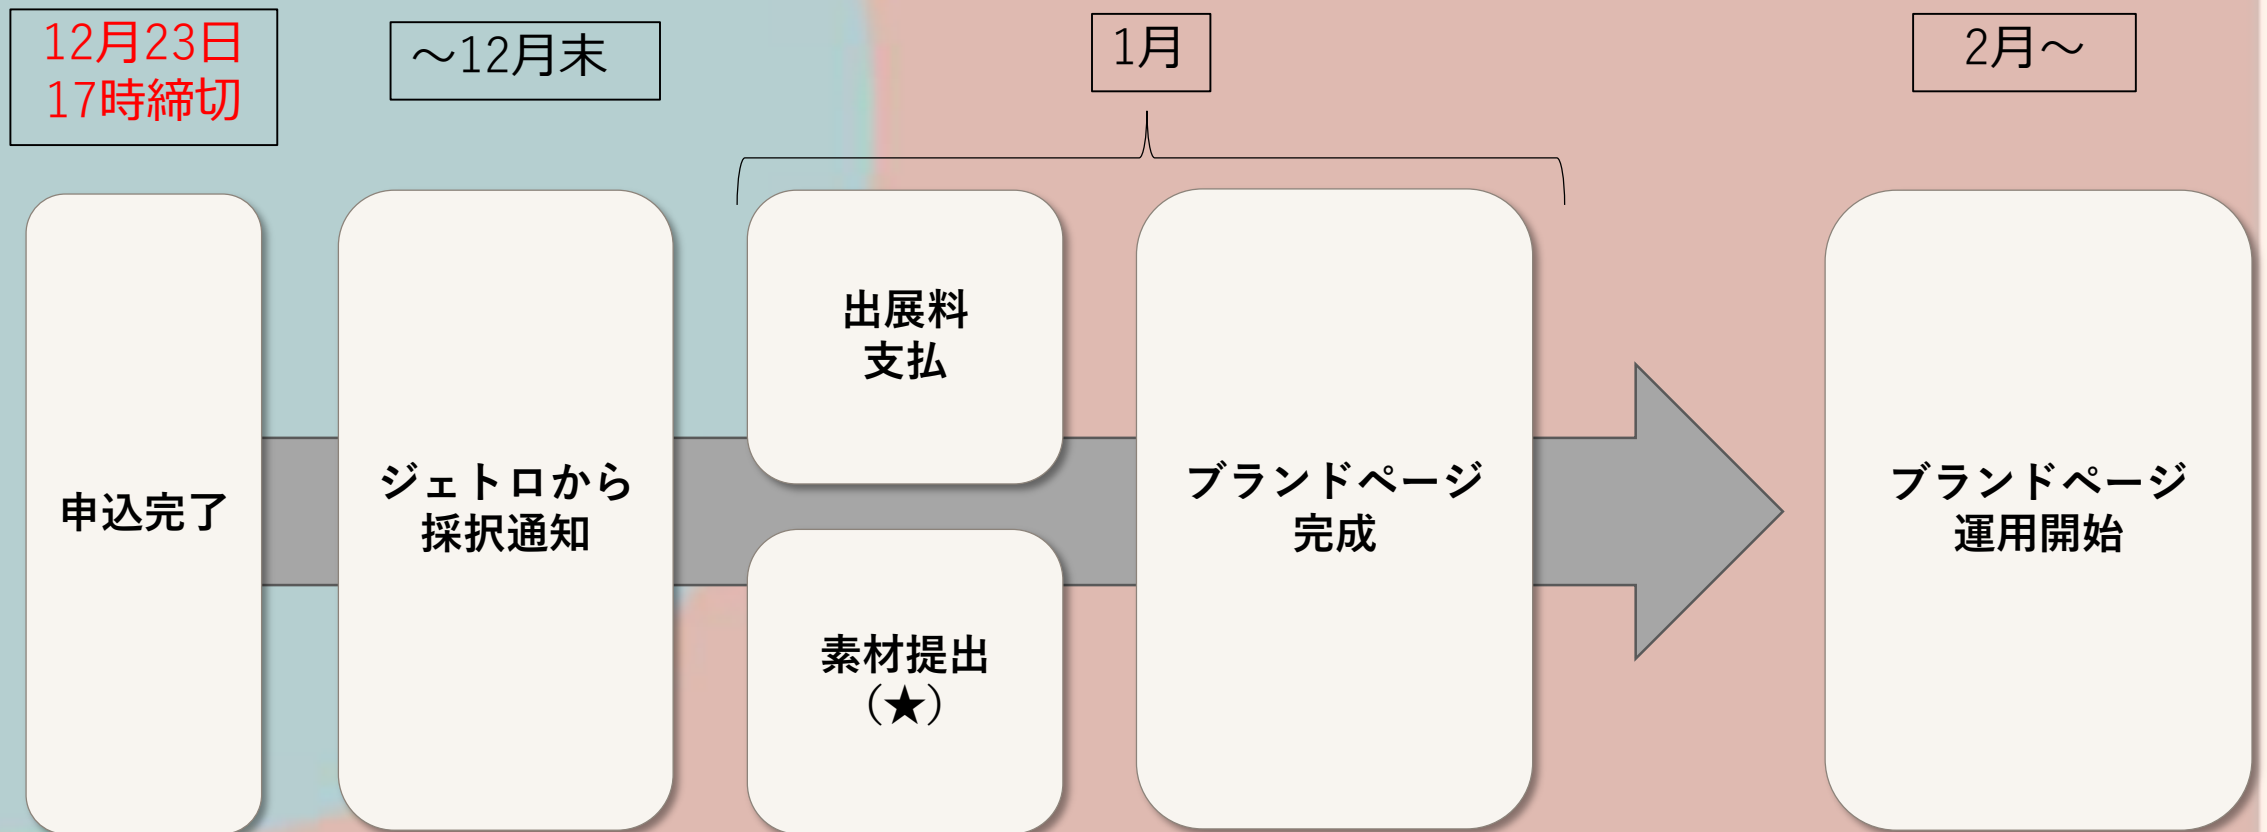 12月23日
17時締切
～12月末
1月
2月～
申込完了
ジェトロから
採択通知
出展料
支払
素材提出
（★）
ブランドページ
完成
ブランドページ
運用開始